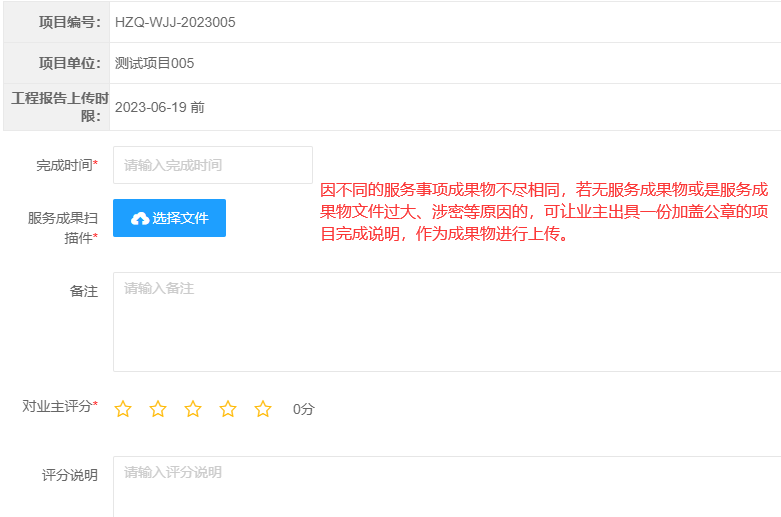 项目编号： HZQ-WJJ-2023005
项目单位： 测试项目005
工程报告上传时
限： 2023-06-19 前
完成时间* 请输入完成时间
服务成果扫
描件* 选择文件
因不同的服务事项成果物不尽相同，若无服务成果物或是服务成
果物文件过大、涉密等原因的，可让业主出具一份加盖公章的项
目完成说明，作为成果物进行上传。
备注 请输入备注
对业主评分* 0分
评分说明 请输入评分说明